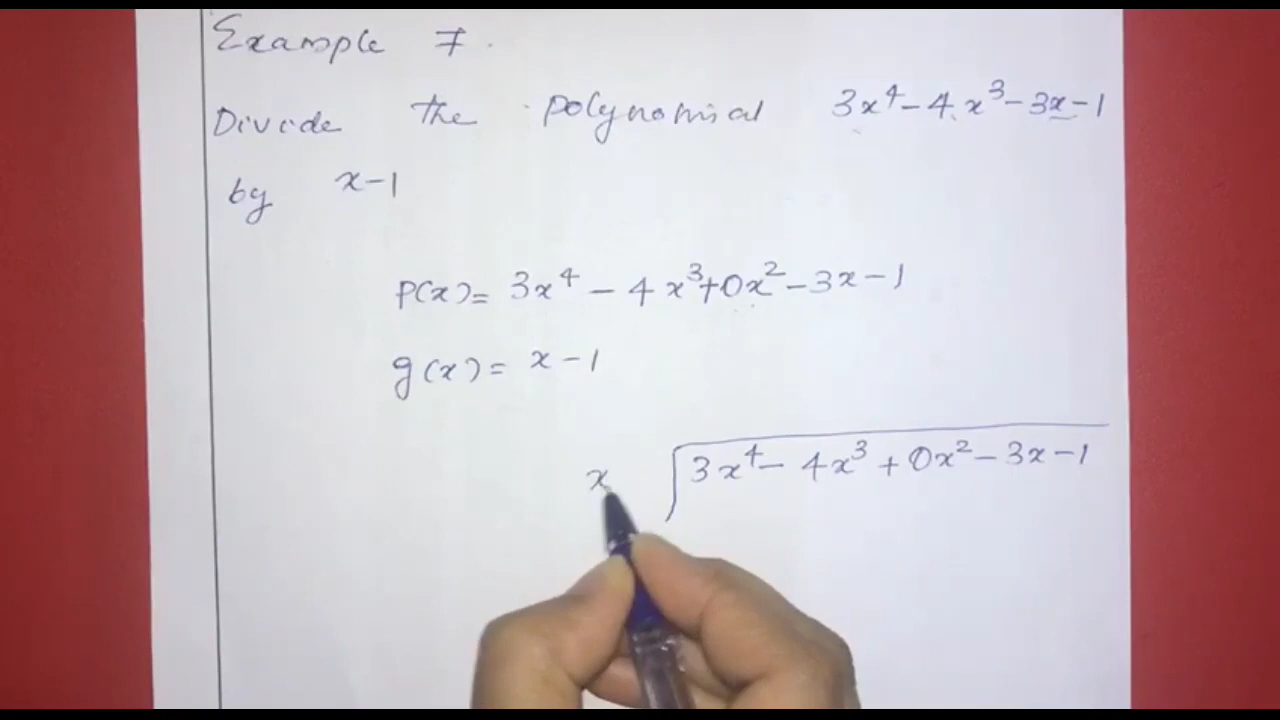 Example 7.
Divide the polynomial 3x⁴-4x³-3x-1
by x-1
P(x)= 3x⁴-4x³+0x²-3x-1
g(x)= x-1
x 3x⁴-4x³+0x²-3x-1